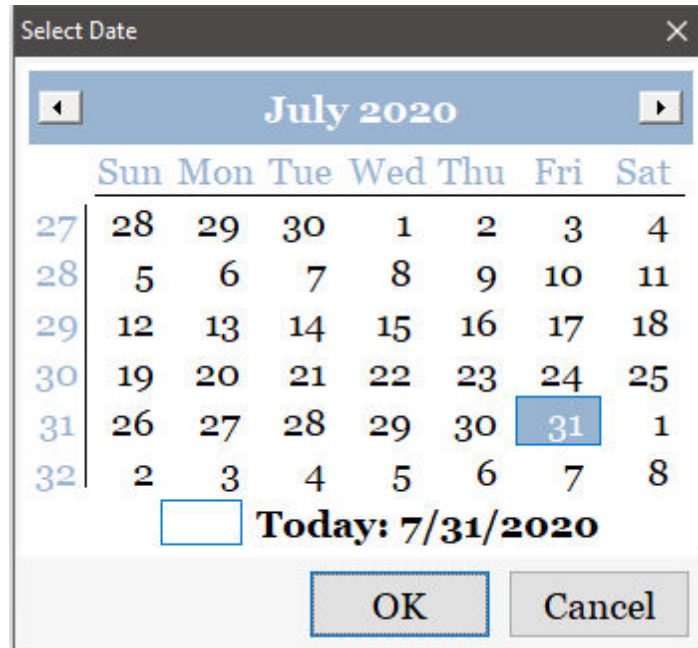 Select Date
July 2020
Sun Mon Tue Wed Thu Fri Sat
27 28 29 30 1 2 3 4
28 5 6 7 8 9 10 11
29 12 13 14 15 16 17 18
30 19 20 21 22 23 24 25
31 26 27 28 29 30 31 1
32 2 3 4 5 6 7 8
Today: 7/31/2020
OK Cancel